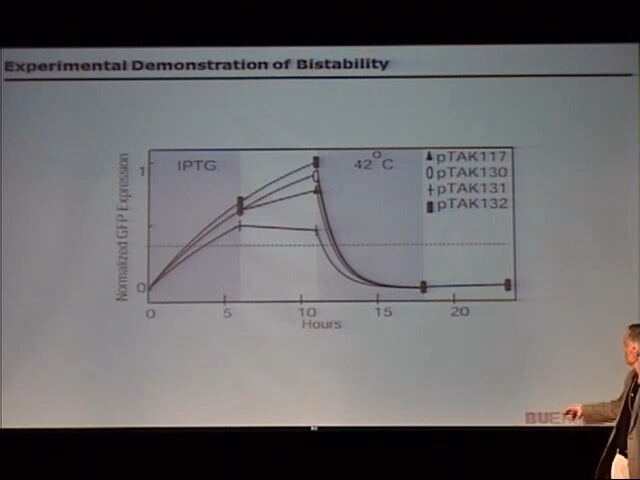 Experimental Demonstration of Bistability
Normalized GFP Expression
1
0
IPTG
42°C
pTAK117
pTAK130
pTAK131
pTAK132
0 5 10 15 20
Hours
BUE